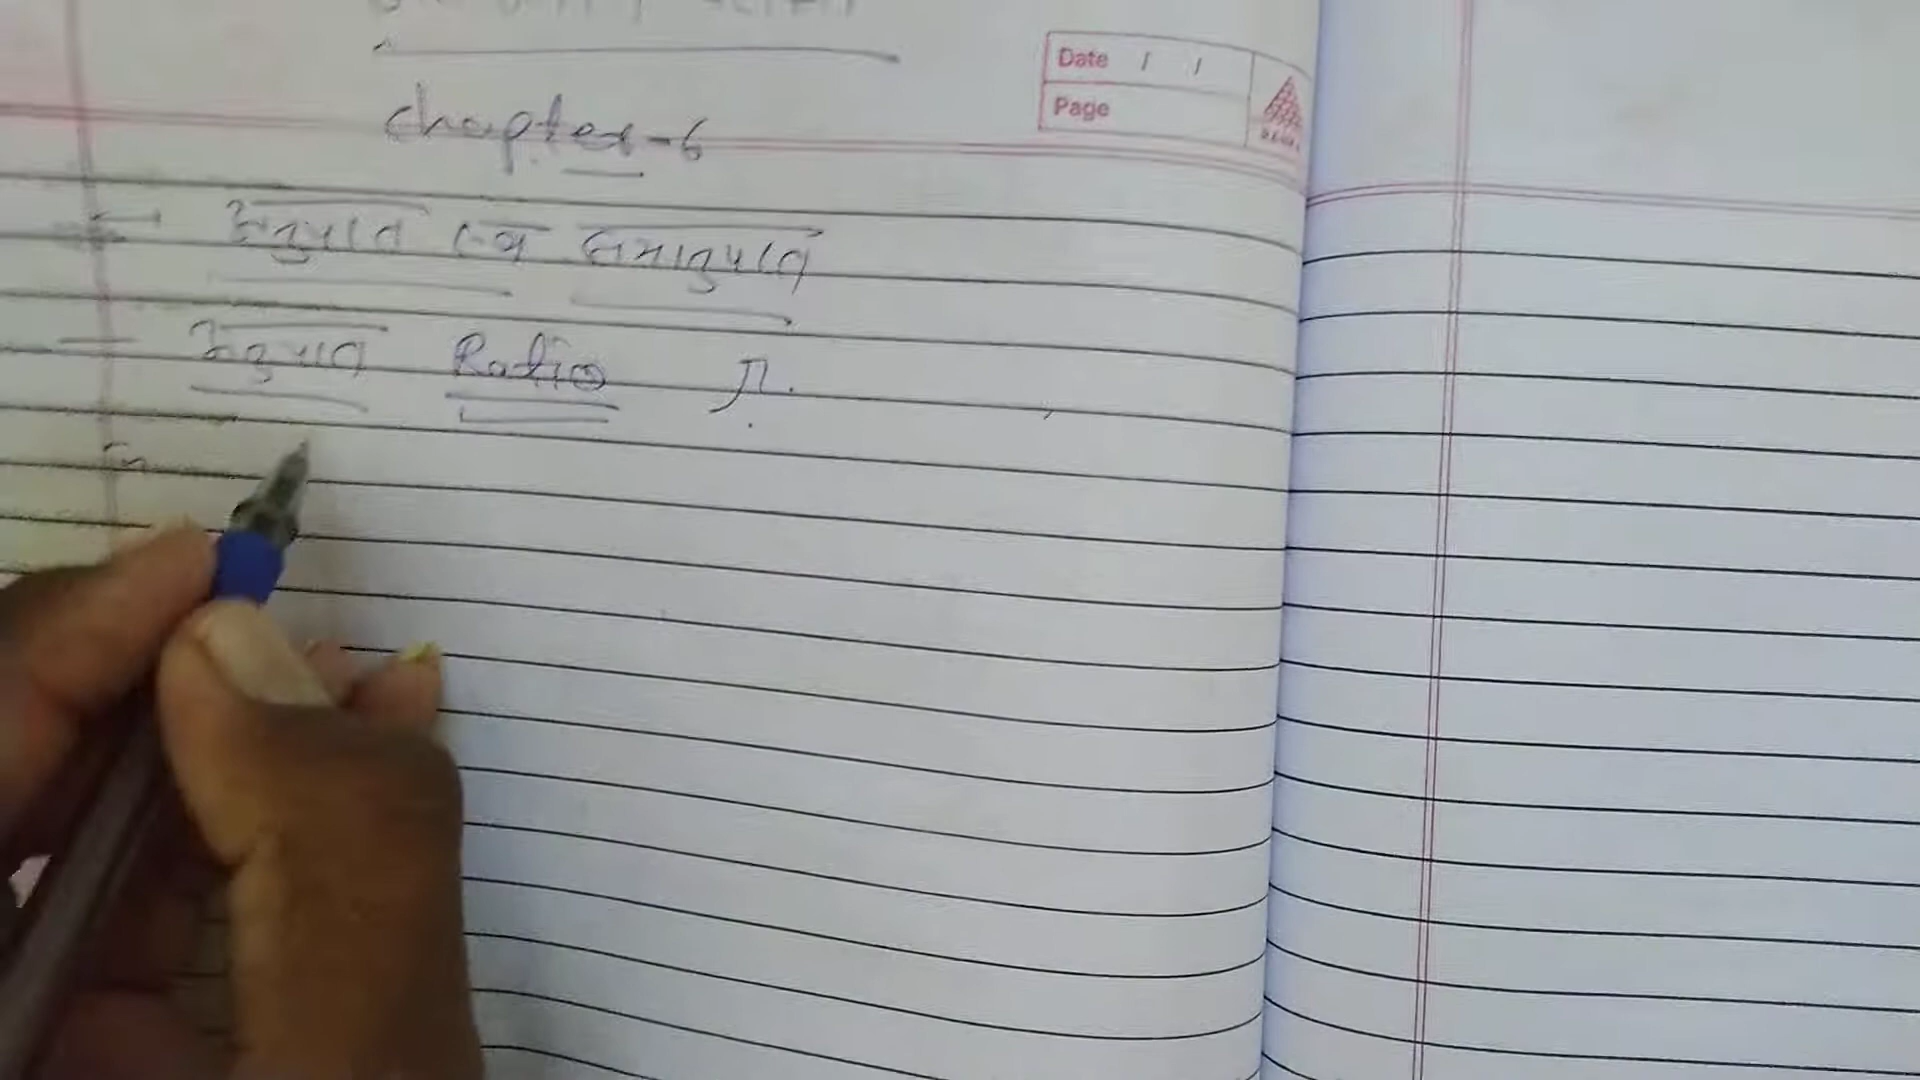 Date / /
Page
chapter-6
अनुपात एवं समानुपात
अनुपात Ratio